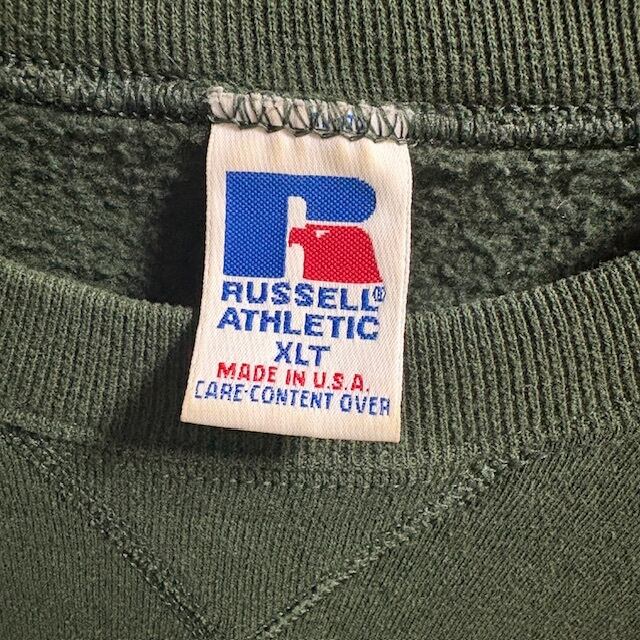 RUSSELL®
ATHLETIC
XLT
MADE IN U.S.A.
CARE-CONTENT OVER